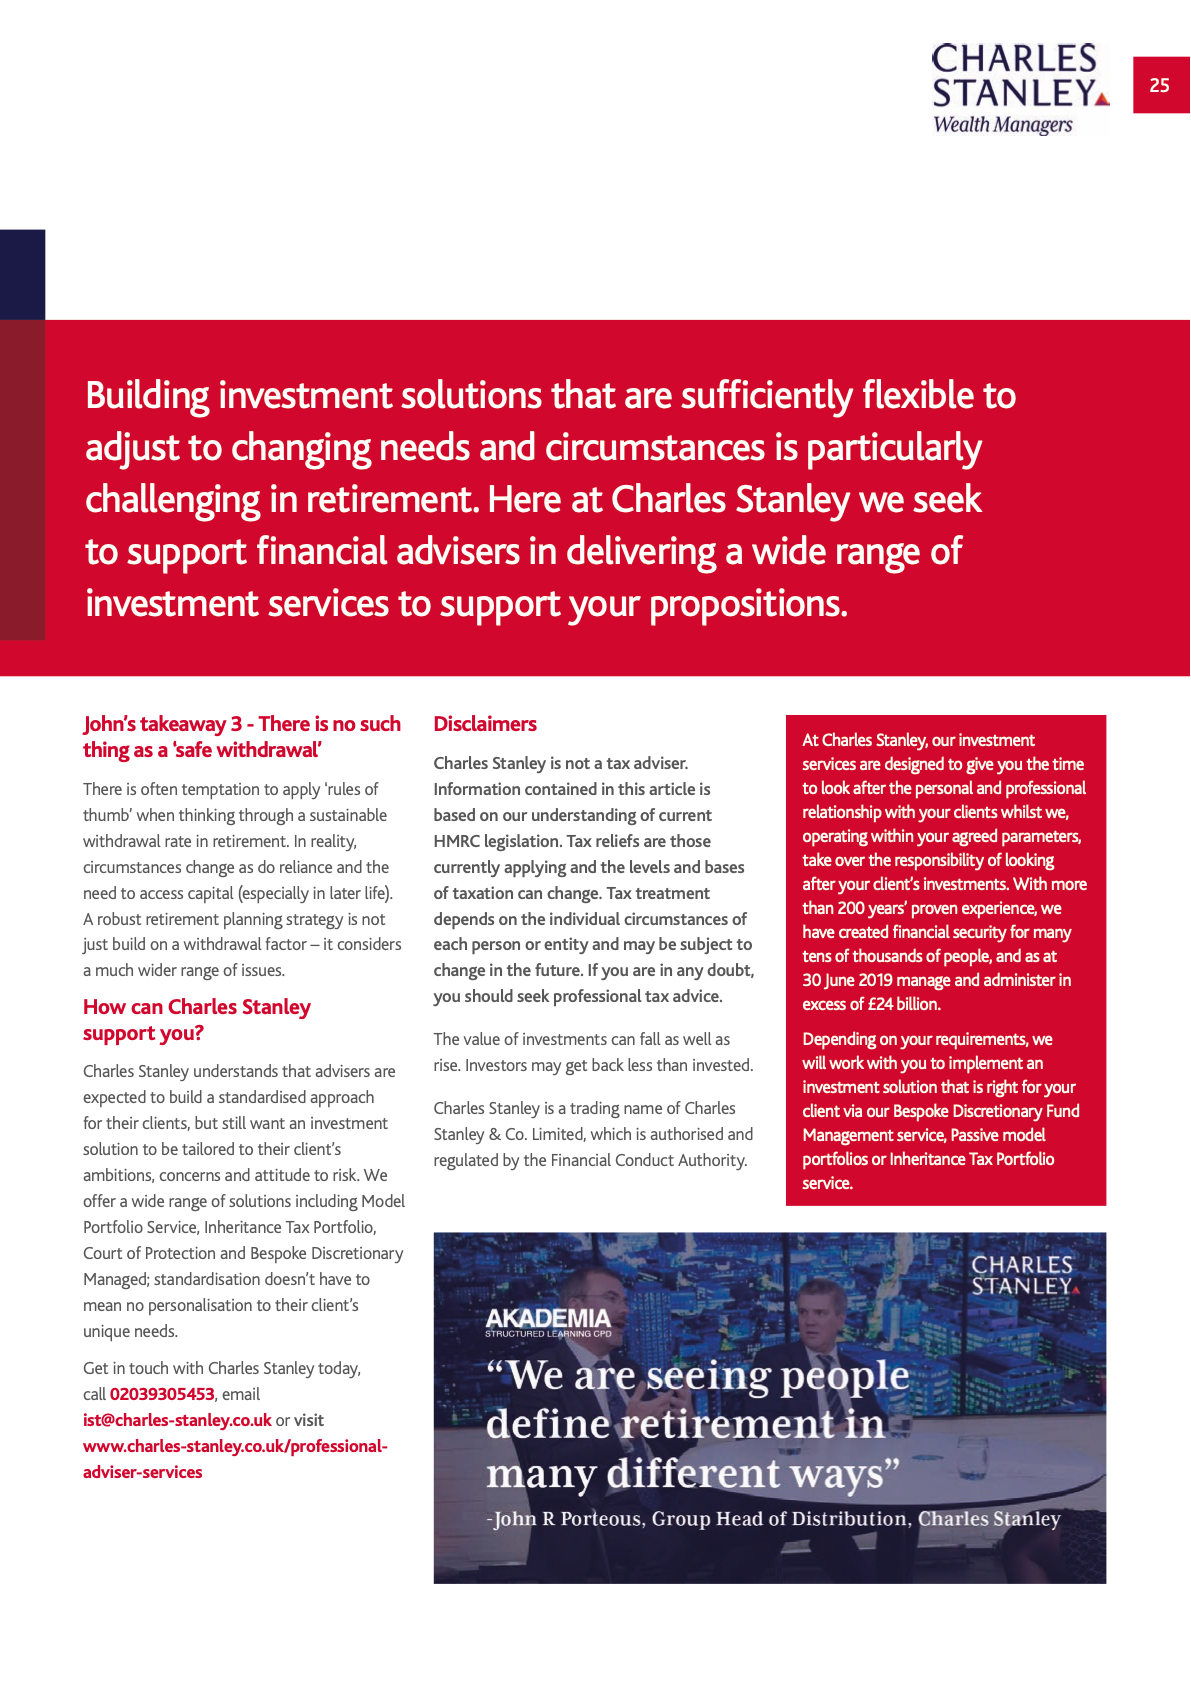 CHARLES
STANLEY
Wealth Managers
25
Building investment solutions that are sufficiently flexible to
adjust to changing needs and circumstances is particularly
challenging in retirement. Here at Charles Stanley we seek
to support financial advisers in delivering a wide range of
investment services to support your propositions.
John’s takeaway 3 - There is no such
thing as a ‘safe withdrawal’
There is often temptation to apply ‘rules of
thumb’ when thinking through a sustainable
withdrawal rate in retirement. In reality,
circumstances change as do reliance and the
need to access capital (especially in later life).
A robust retirement planning strategy is not
just build on a withdrawal factor – it considers
a much wider range of issues.
How can Charles Stanley
support you?
Charles Stanley understands that advisers are
expected to build a standardised approach
for their clients, but still want an investment
solution to be tailored to their client’s
ambitions, concerns and attitude to risk. We
offer a wide range of solutions including Model
Portfolio Service, Inheritance Tax Portfolio,
Court of Protection and Bespoke Discretionary
Managed; standardisation doesn’t have to
mean no personalisation to their client’s
unique needs.
Get in touch with Charles Stanley today,
call 02039305453, email
ist@charles-stanley.co.uk or visit
www.charles-stanley.co.uk/professional-
adviser-services
Disclaimers
Charles Stanley is not a tax adviser.
Information contained in this article is
based on our understanding of current
HMRC legislation. Tax reliefs are those
currently applying and the levels and bases
of taxation can change. Tax treatment
depends on the individual circumstances of
each person or entity and may be subject to
change in the future. If you are in any doubt,
you should seek professional tax advice.
The value of investments can fall as well as
rise. Investors may get back less than invested.
Charles Stanley is a trading name of Charles
Stanley & Co. Limited, which is authorised and
regulated by the Financial Conduct Authority.
At Charles Stanley, our investment
services are designed to give you the time
to look after the personal and professional
relationship with your clients whilst we,
operating within your agreed parameters,
take over the responsibility of looking
after your client’s investments. With more
than 200 years’ proven experience, we
have created financial security for many
tens of thousands of people, and as at
30 June 2019 manage and administer in
excess of £24 billion.
Depending on your requirements, we
will work with you to implement an
investment solution that is right for your
client via our Bespoke Discretionary Fund
Management service, Passive model
portfolios or Inheritance Tax Portfolio
service.
CHARLES
STANLEY
AKADEMIA
STRUCTURED LEARNING CPD
“We are seeing people
define retirement in
many different ways”
-John R Porteous, Group Head of Distribution, Charles Stanley